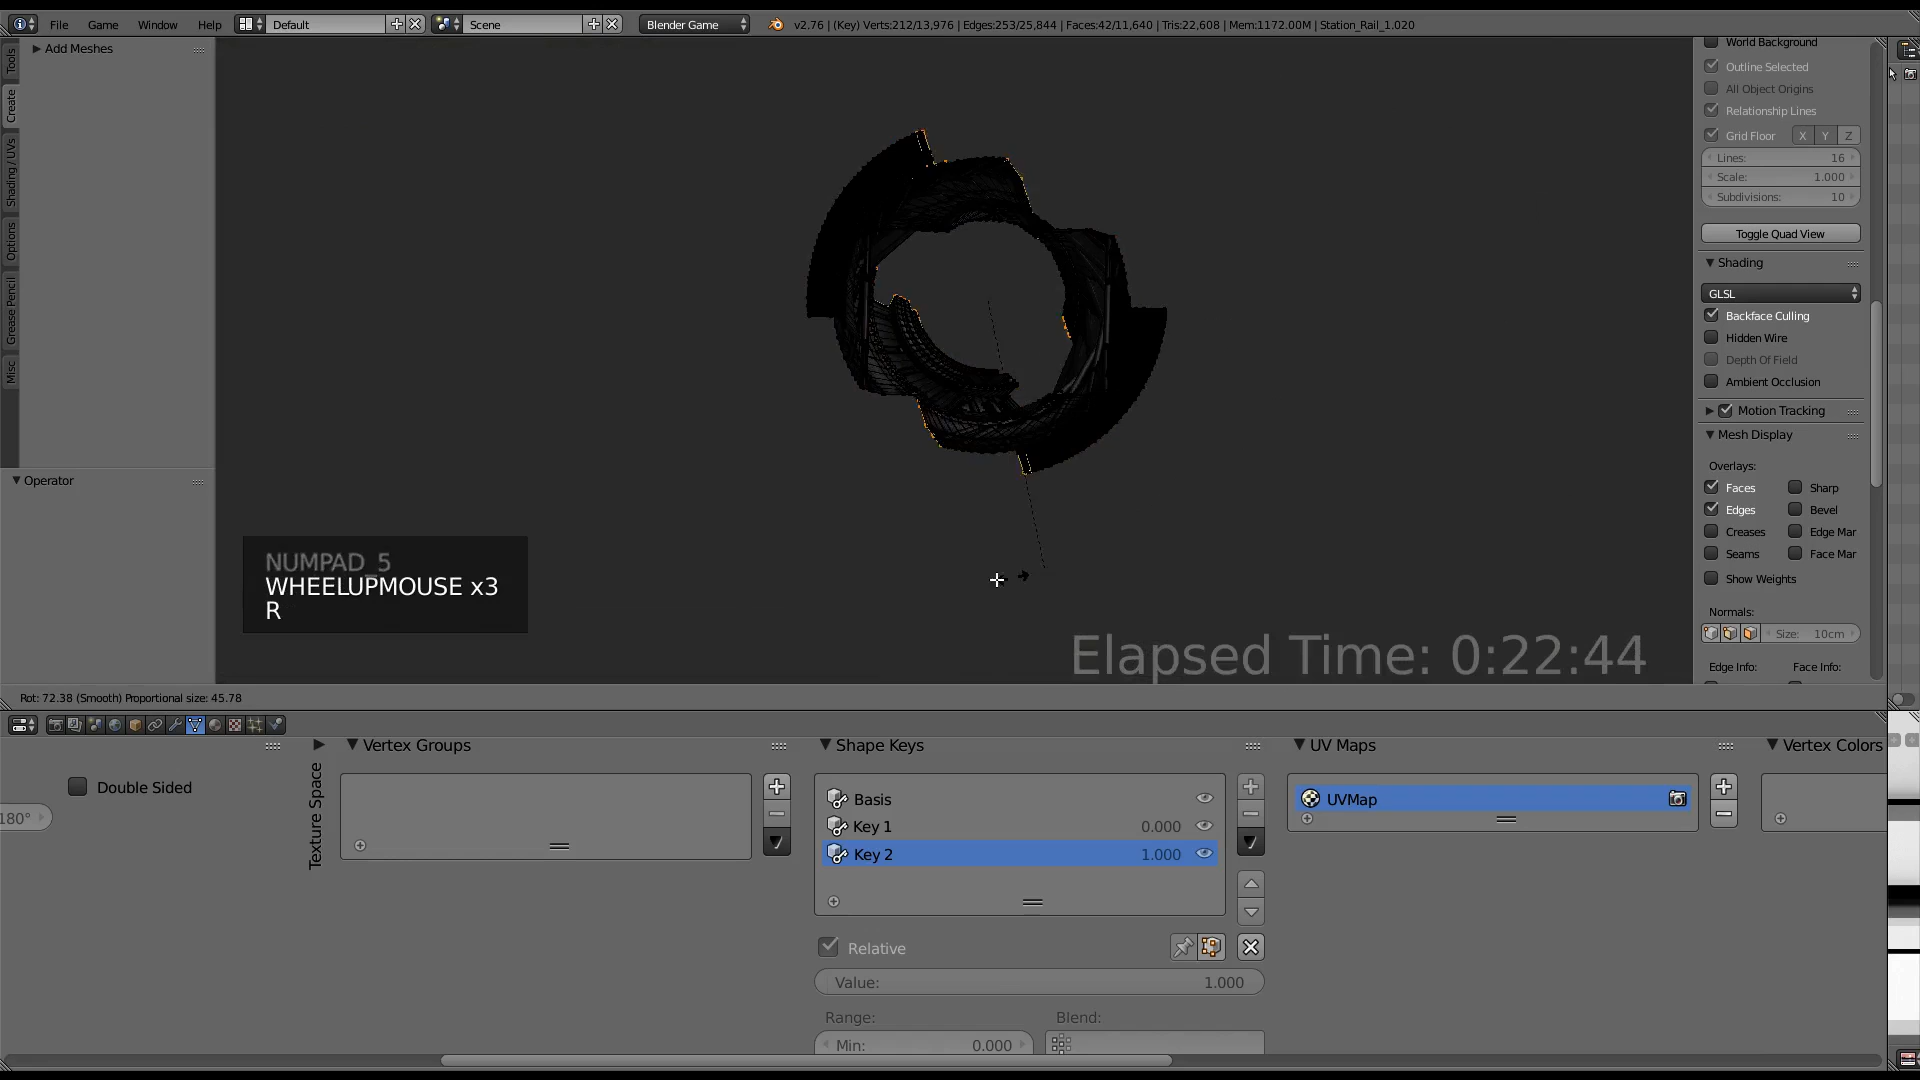 File Game Window Help Default Scene Blender Game v2.76 | (Key) Verts:212/13,976 | Edges:253/25,844 | Faces:42/11,640 | Tris:22,608 | Mem:1172.00M | Station_Rail_1.020
Tools
Create
Shading / UVs
Options
Grease Pencil
Misc
Add Meshes
Operator
NUMPAD_5
WHEELUPMOUSE x3
R
Elapsed Time: 0:22:44
World Background
Outline Selected
All Object Origins
Relationship Lines
Grid Floor X Y Z
Lines: 16
Scale: 1.000
Subdivisions: 10
Toggle Quad View
Shading
GLSL
Backface Culling
Hidden Wire
Depth Of Field
Ambient Occlusion
Motion Tracking
Mesh Display
Overlays:
Faces Sharp
Edges Bevel
Creases Edge Mar
Seams Face Mar
Show Weights
Normals:
Size: 10cm
Edge Info: Face Info:
Rot: 72.38 (Smooth) Proportional size: 45.78
Double Sided
180°
Texture Space
Vertex Groups
Shape Keys
Basis
Key 1 0.000
Key 2 1.000
Relative
Value: 1.000
Range: Blend:
Min: 0.000
UV Maps
UVMap
Vertex Colors